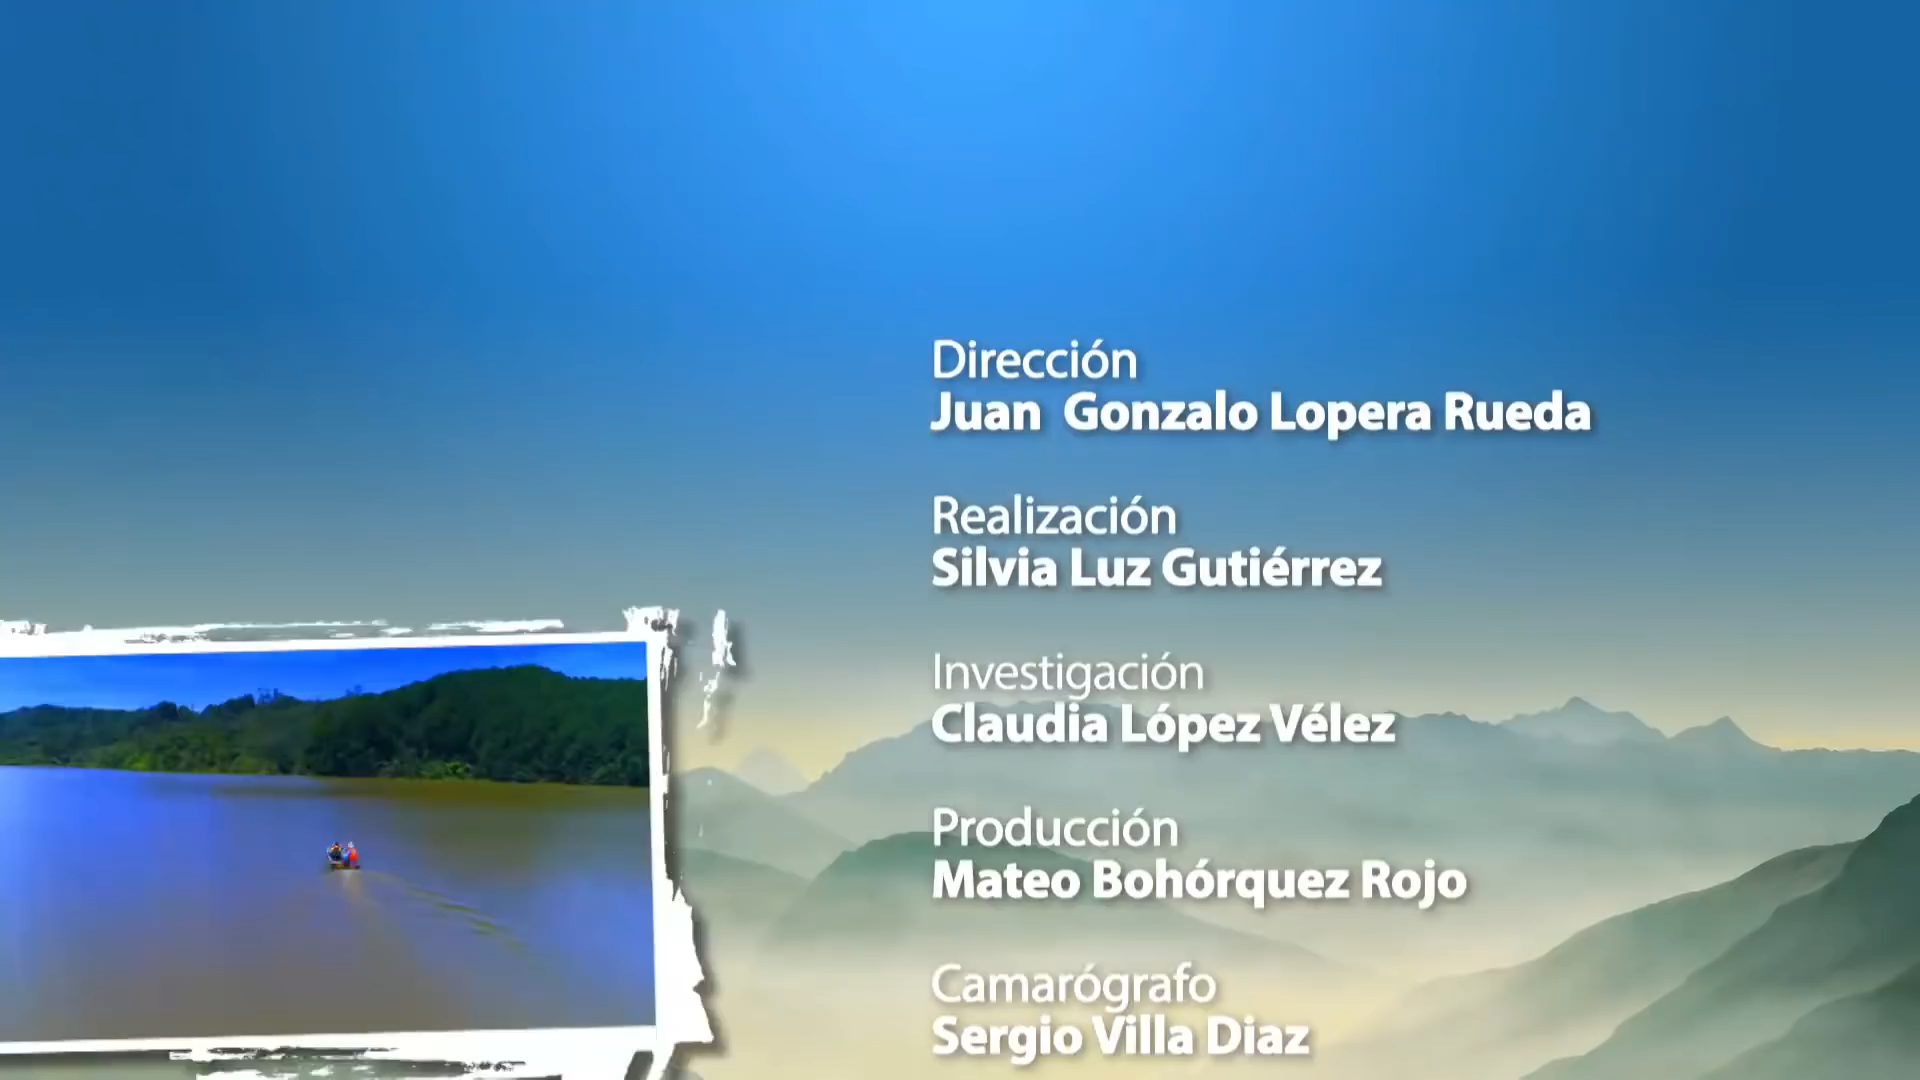 Dirección
Juan  Gonzalo Lopera Rueda
Realización
Silvia Luz Gutiérrez
Investigación
Claudia López Vélez
Producción
Mateo Bohórquez Rojo
Camarógrafo
Sergio Villa Diaz